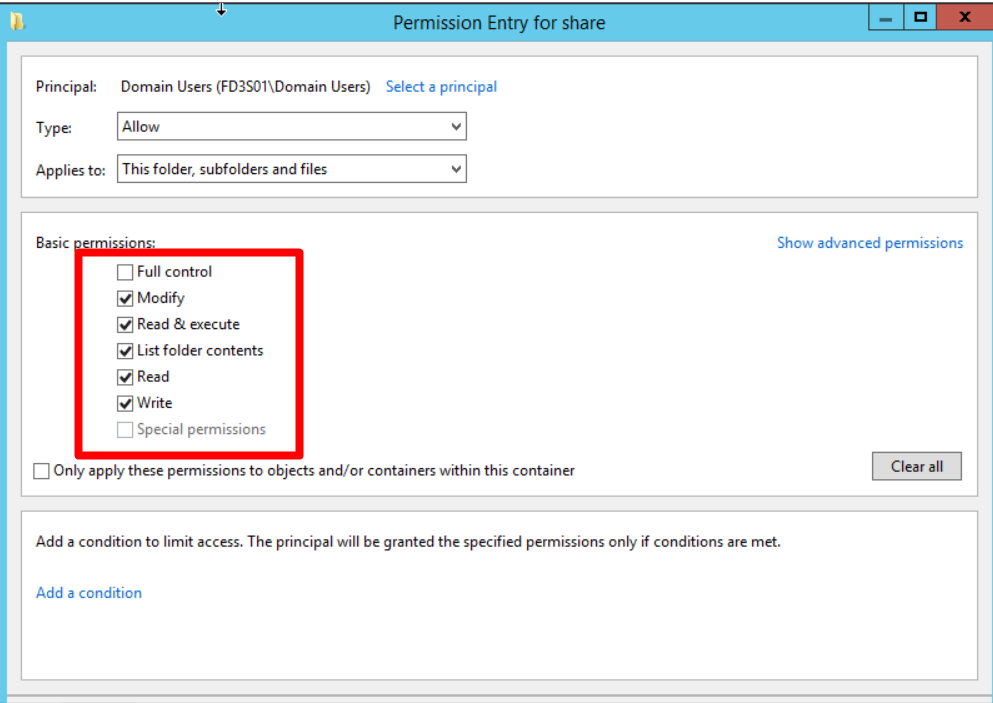 Permission Entry for share
Principal: Domain Users (FD3S01\Domain Users) Select a principal
Type: Allow
Applies to: This folder, subfolders and files
Basic permissions: Show advanced permissions
Full control
Modify
Read & execute
List folder contents
Read
Write
Special permissions
Only apply these permissions to objects and/or containers within this container Clear all
Add a condition to limit access. The principal will be granted the specified permissions only if conditions are met.
Add a condition